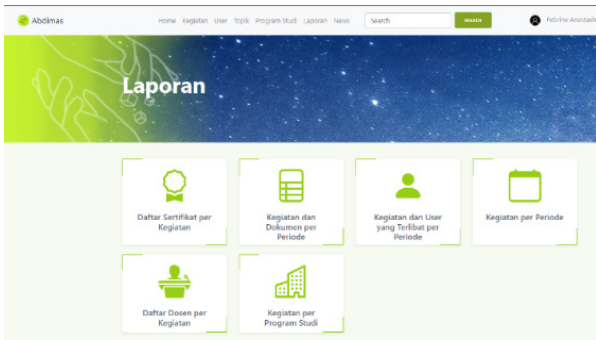 Abdimas
Home Kegiatan User Topik Program Studi Laporan News Search SEARCH Febrina
Laporan
Daftar Sertifikat per
Kegiatan
Kegiatan dan
Dokumen per
Periode
Kegiatan dan User
yang Terlibat per
Periode
Kegiatan per Periode
Daftar Dosen per
Kegiatan
Kegiatan per
Program Studi